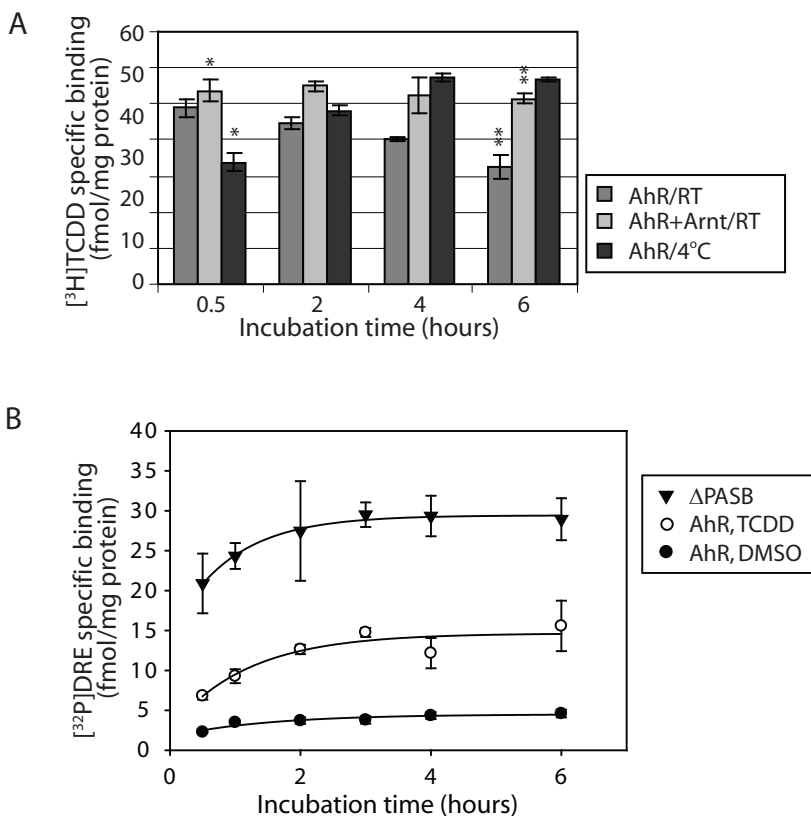 A
[³H]TCDD specific binding
(fmol/mg protein)
60
50
40
30
20
10
0
*
*
**
**
0.5 2 4 6
Incubation time (hours)
AhR/RT
AhR+Arnt/RT
AhR/4°C
B
[³²P]DRE specific binding
(fmol/mg protein)
40
35
30
25
20
15
10
5
0
0 2 4 6
Incubation time (hours)
ΔPASB
AhR, TCDD
AhR, DMSO